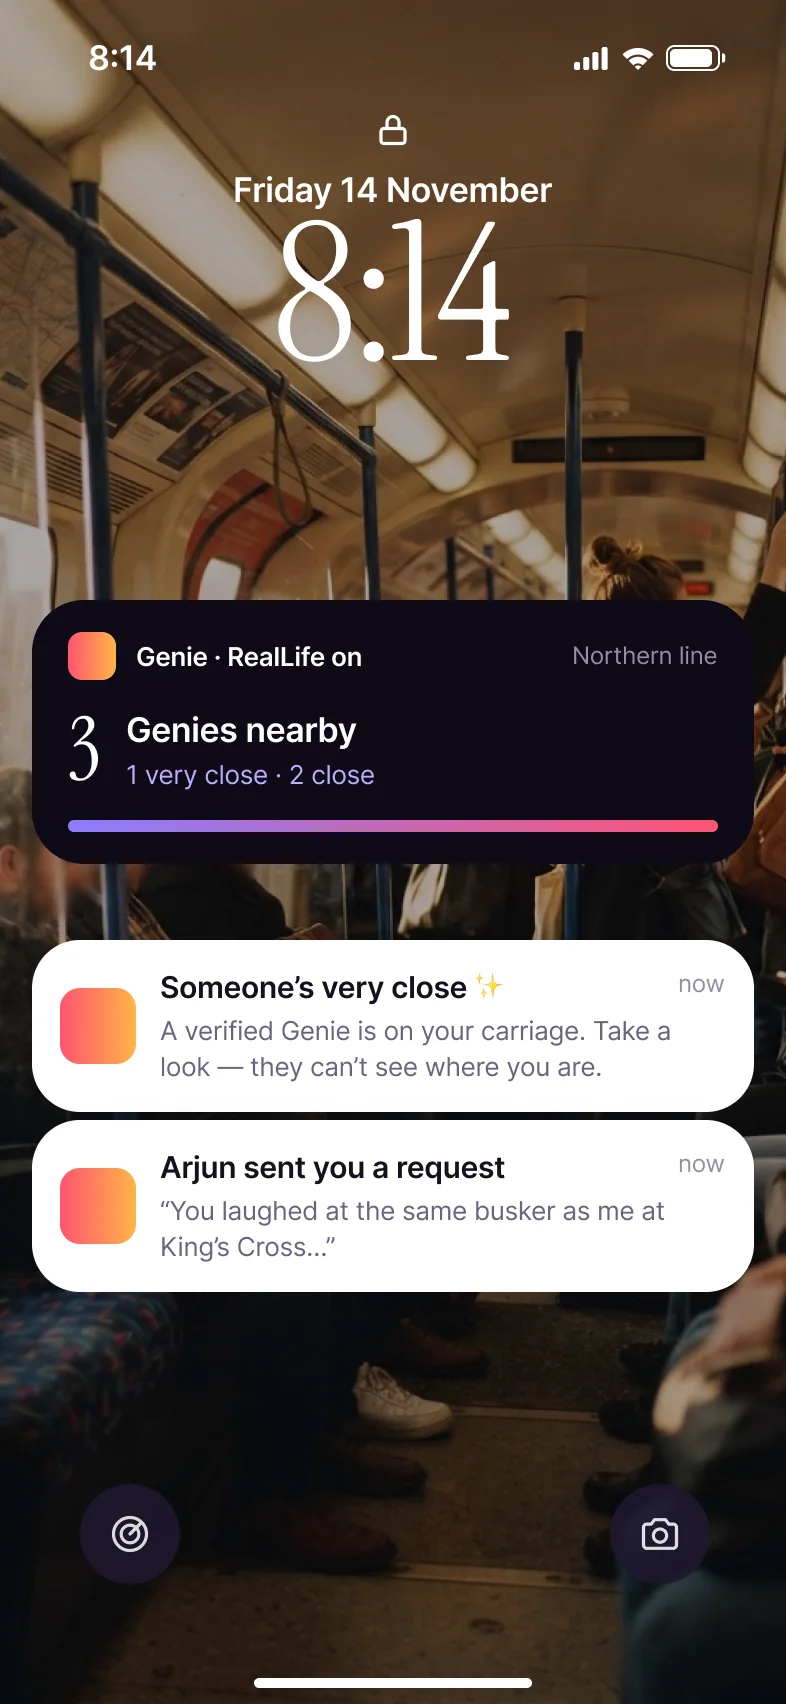 8:14
Friday 14 November
8:14
Genie · RealLife on
Northern line
3
Genies nearby
1 very close · 2 close
Someone’s very close ✨
now
A verified Genie is on your carriage. Take a
look — they can’t see where you are.
Arjun sent you a request
now
“You laughed at the same busker as me at
King’s Cross...”